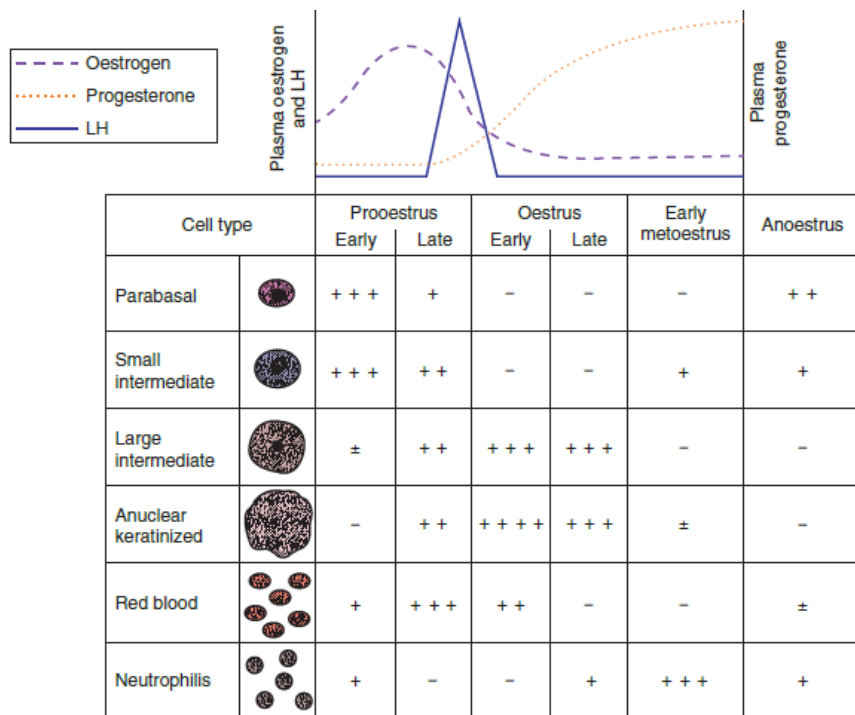 Oestrogen
Progesterone
LH
Plasma oestrogen
and LH
Plasma
progesterone
Cell type
Prooestrus
Oestrus
Early
metoestrus
Anoestrus
Early
Late
Early
Late
Parabasal
+ + +
+
–
–
–
+ +
Small
intermediate
+ + +
+ +
–
–
+
+
Large
intermediate
±
+ +
+ + +
+ + +
–
–
Anuclear
keratinized
–
+ +
+ + + +
+ + +
±
–
Red blood
+
+ + +
+ +
–
–
±
Neutrophilis
+
–
–
+
+ + +
+